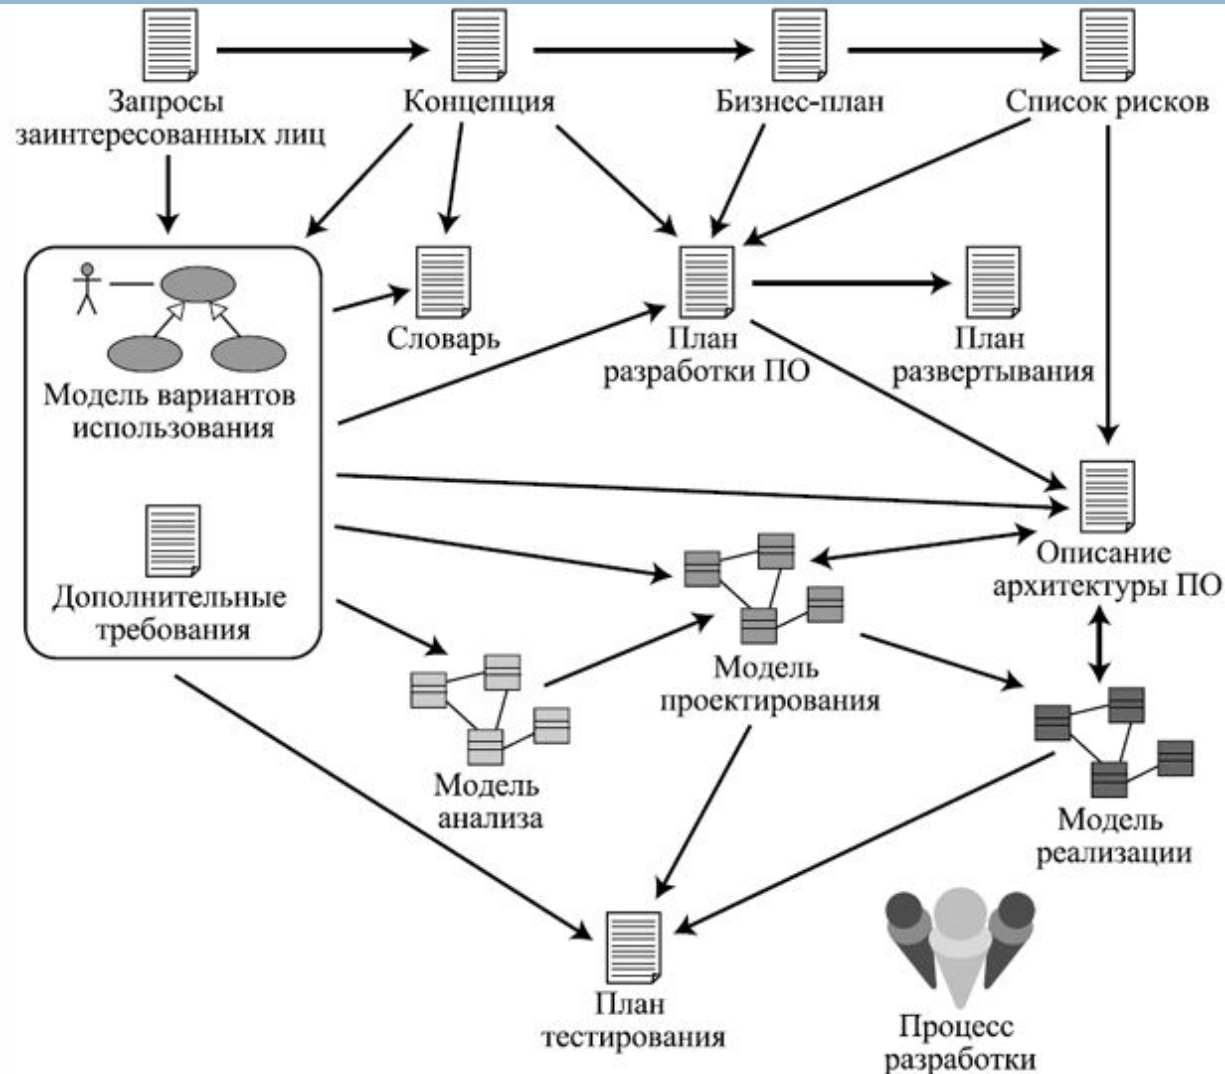 Запросы
заинтересованных лиц
Концепция
Бизнес-план
Список рисков
Модель вариантов
использования
Дополнительные
требования
Словарь
План
разработки ПО
План
развертывания
Описание
архитектуры ПО
Модель
проектирования
Модель
анализа
Модель
реализации
План
тестирования
Процесс
разработки